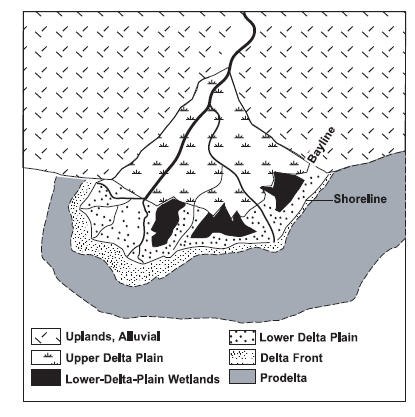 Bayline
Shoreline
Uplands, Alluvial
Lower Delta Plain
Upper Delta Plain
Delta Front
Lower-Delta-Plain Wetlands
Prodelta